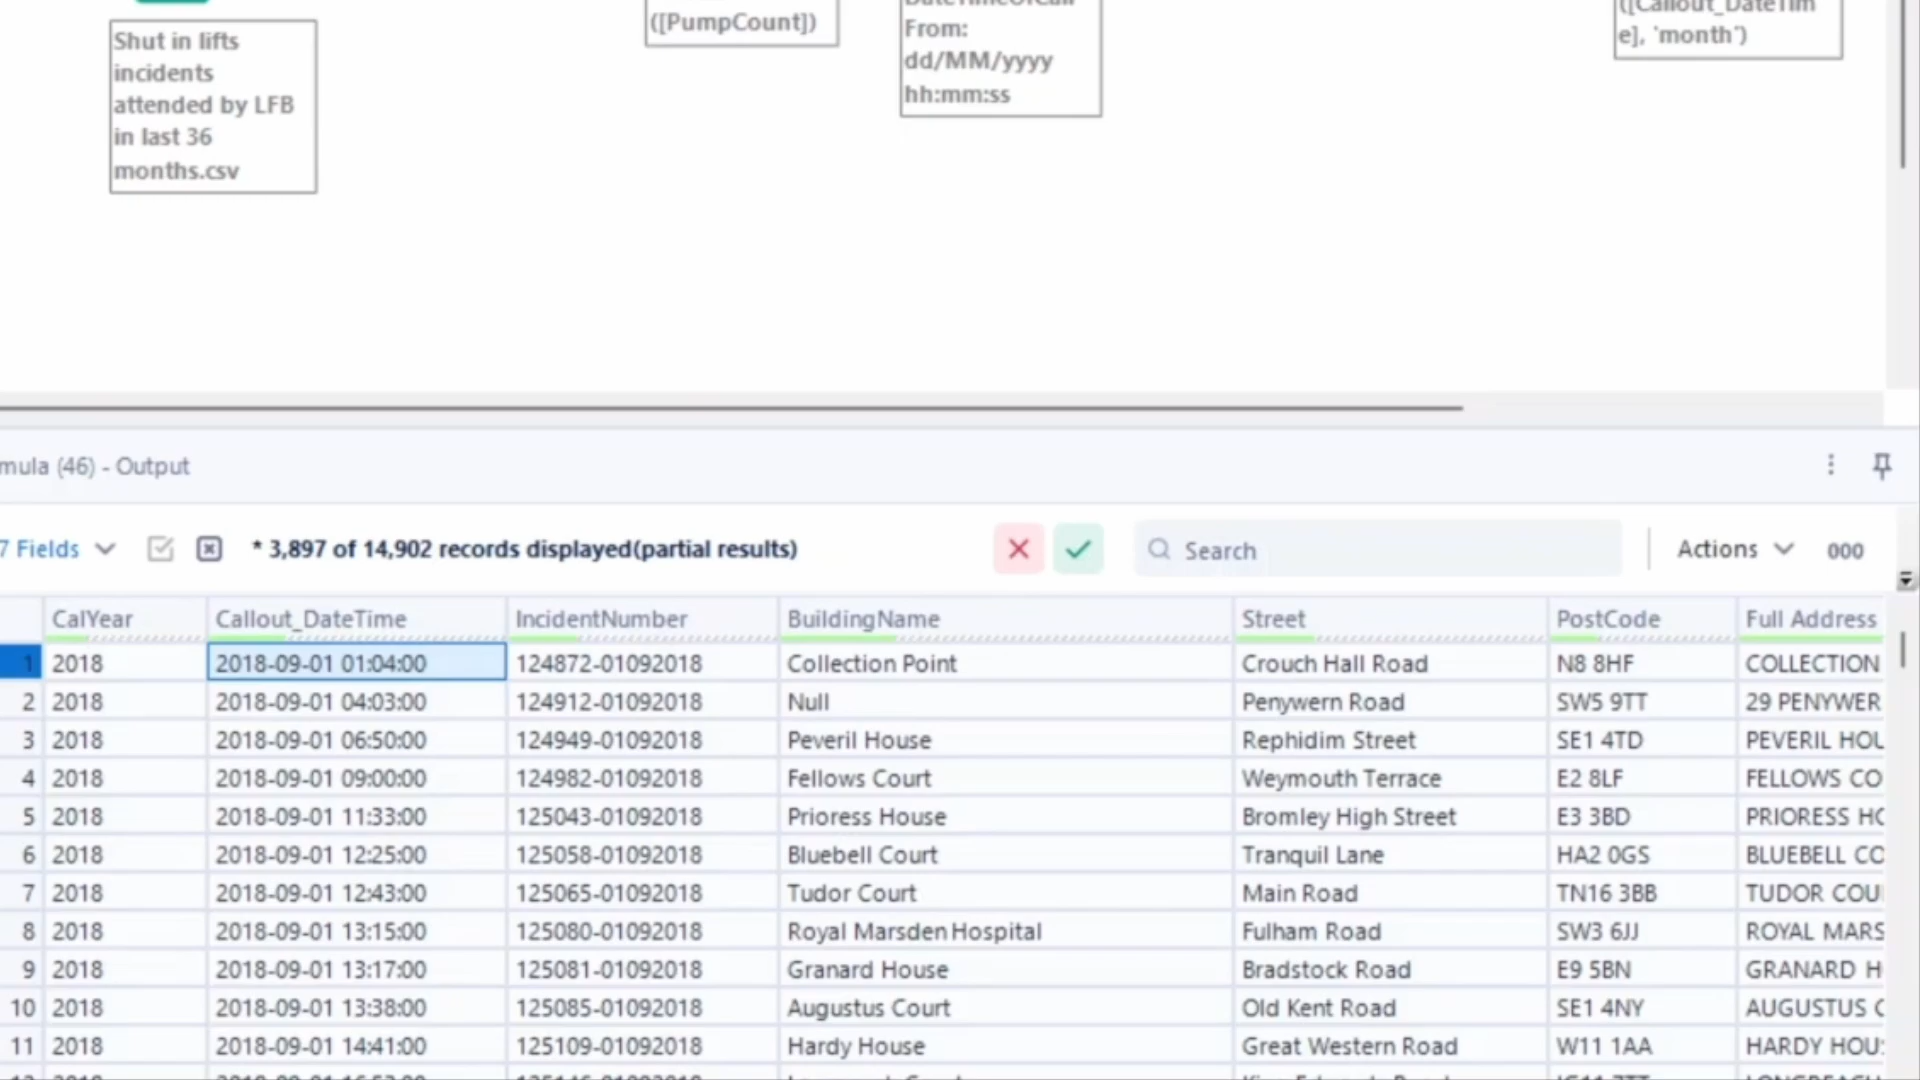 ([PumpCount])
From:
dd/MM/yyyy
hh:mm:ss
([Callout_DateTim
e], 'month')
Shut in lifts
incidents
attended by LFB
in last 36
months.csv
mula (46) - Output
7 Fields
* 3,897 of 14,902 records displayed(partial results)
Search
Actions
000
CalYear Callout_DateTime IncidentNumber BuildingName Street PostCode Full Address
1 2018 2018-09-01 01:04:00 124872-01092018 Collection Point Crouch Hall Road N8 8HF COLLECTION
2 2018 2018-09-01 04:03:00 124912-01092018 Null Penywern Road SW5 9TT 29 PENYWER
3 2018 2018-09-01 06:50:00 124949-01092018 Peveril House Rephidim Street SE1 4TD PEVERIL HOU
4 2018 2018-09-01 09:00:00 124982-01092018 Fellows Court Weymouth Terrace E2 8LF FELLOWS CO
5 2018 2018-09-01 11:33:00 125043-01092018 Prioress House Bromley High Street E3 3BD PRIORESS HO
6 2018 2018-09-01 12:25:00 125058-01092018 Bluebell Court Tranquil Lane HA2 0GS BLUEBELL CO
7 2018 2018-09-01 12:43:00 125065-01092018 Tudor Court Main Road TN16 3BB TUDOR COU
8 2018 2018-09-01 13:15:00 125080-01092018 Royal Marsden Hospital Fulham Road SW3 6JJ ROYAL MARS
9 2018 2018-09-01 13:17:00 125081-01092018 Granard House Bradstock Road E9 5BN GRANARD H
10 2018 2018-09-01 13:38:00 125085-01092018 Augustus Court Old Kent Road SE1 4NY AUGUSTUS C
11 2018 2018-09-01 14:41:00 125109-01092018 Hardy House Great Western Road W11 1AA HARDY HOU